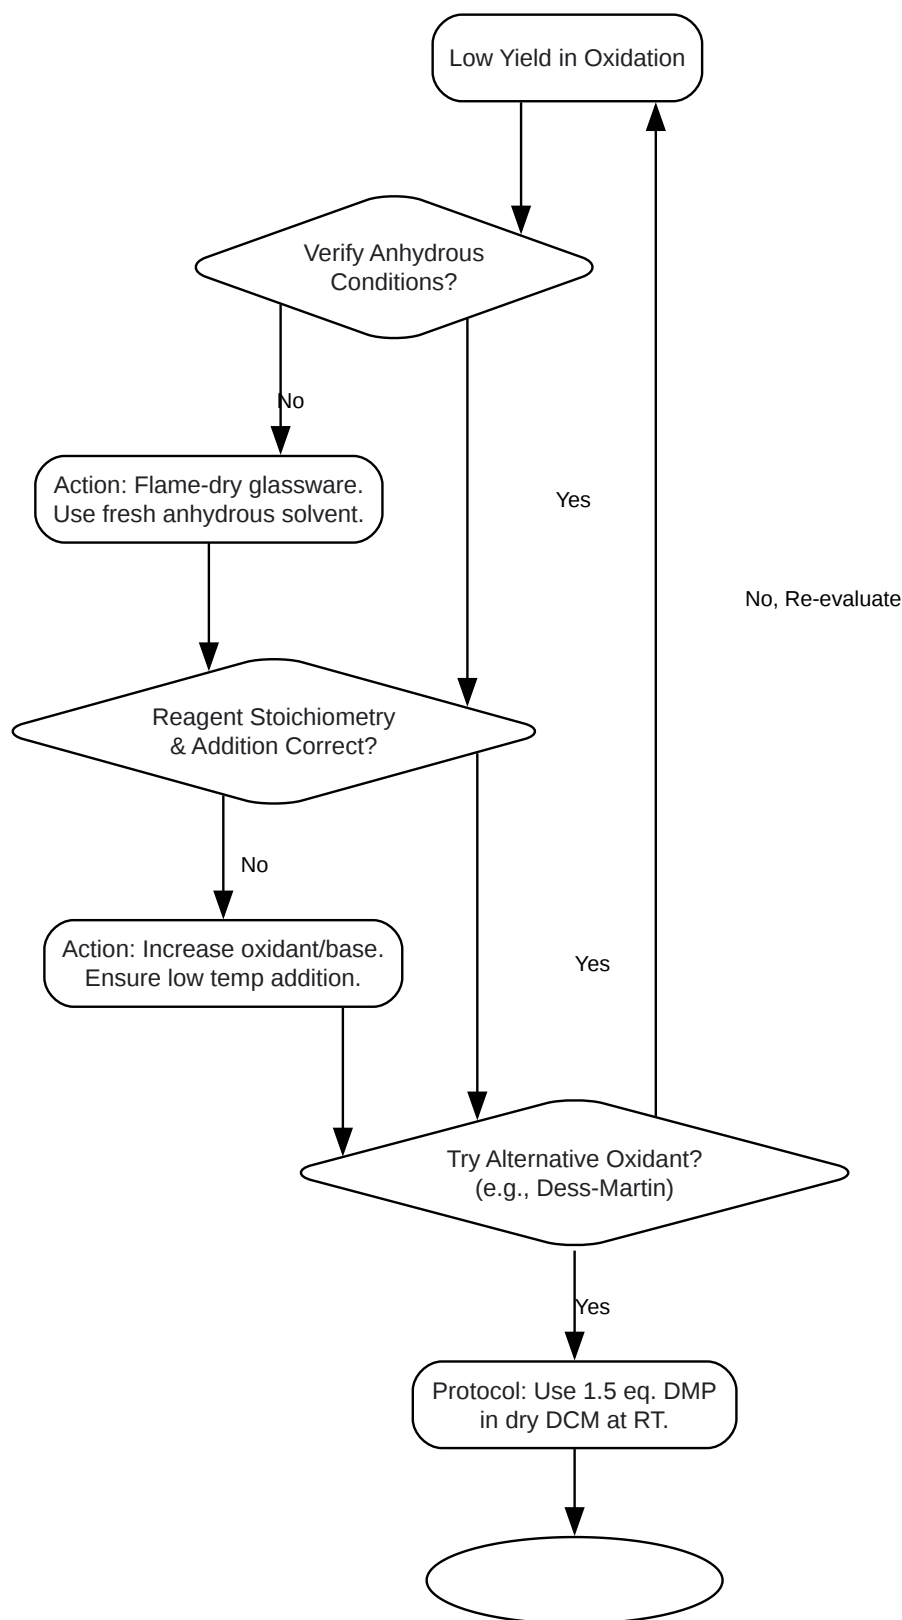 Low Yield in Oxidation
Verify Anhydrous
Conditions?
No
Action: Flame-dry glassware.
Use fresh anhydrous solvent.
Yes
No, Re-evaluate
Reagent Stoichiometry
& Addition Correct?
No
Action: Increase oxidant/base.
Ensure low temp addition.
Yes
Try Alternative Oxidant?
(e.g., Dess-Martin)
Yes
Protocol: Use 1.5 eq. DMP
in dry DCM at RT.